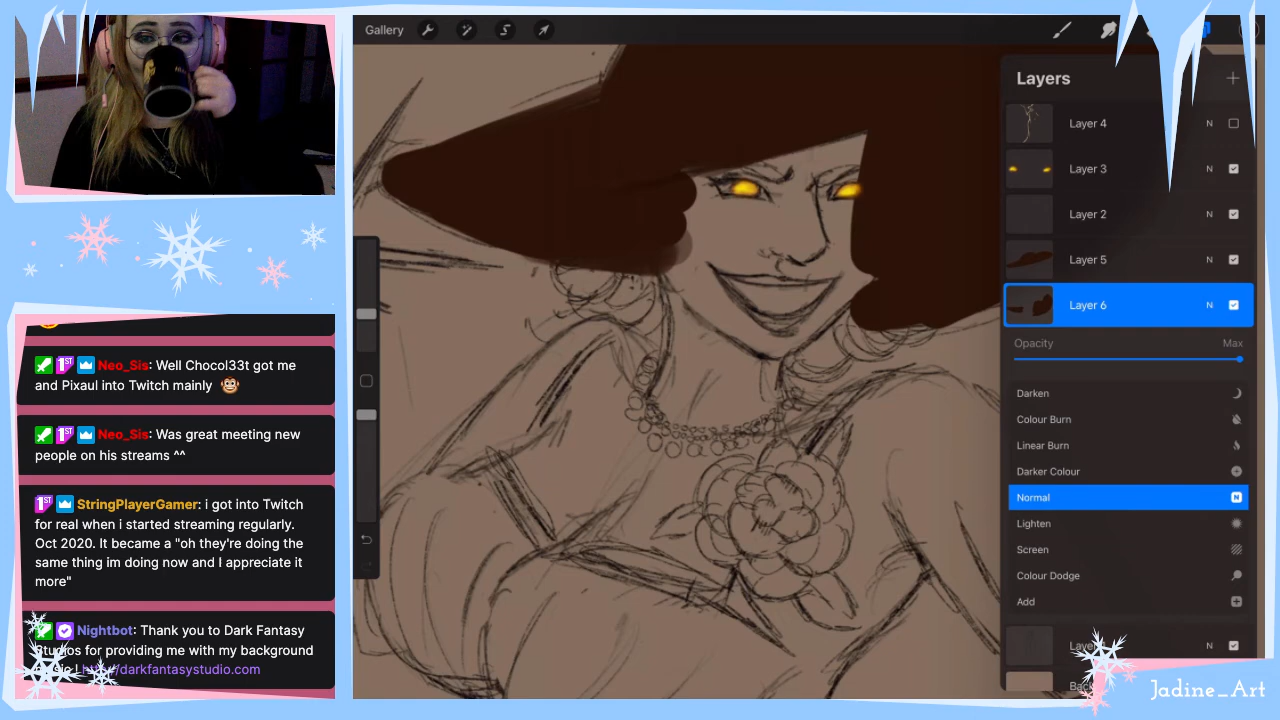 Neo_Sis: Well Chocol33t got me
and Pixaul into Twitch mainly
Neo_Sis: Was great meeting new
people on his streams ^^
1ST StringPlayerGamer: i got into Twitch
for real when i started streaming regularly.
Oct 2020. It became a "oh they're doing the
same thing im doing now and I appreciate it
more"
Nightbot: Thank you to Dark Fantasy
Studios for providing me with my background
http://darkfantasystudio.com
Gallery
Layers
Layer 4 N
Layer 3 N
Layer 2 N
Layer 5 N
Layer 6 N
Opacity Max
Darken
Colour Burn
Linear Burn
Darker Colour
Normal N
Lighten
Screen
Colour Dodge
Add
N
Jadine_Art